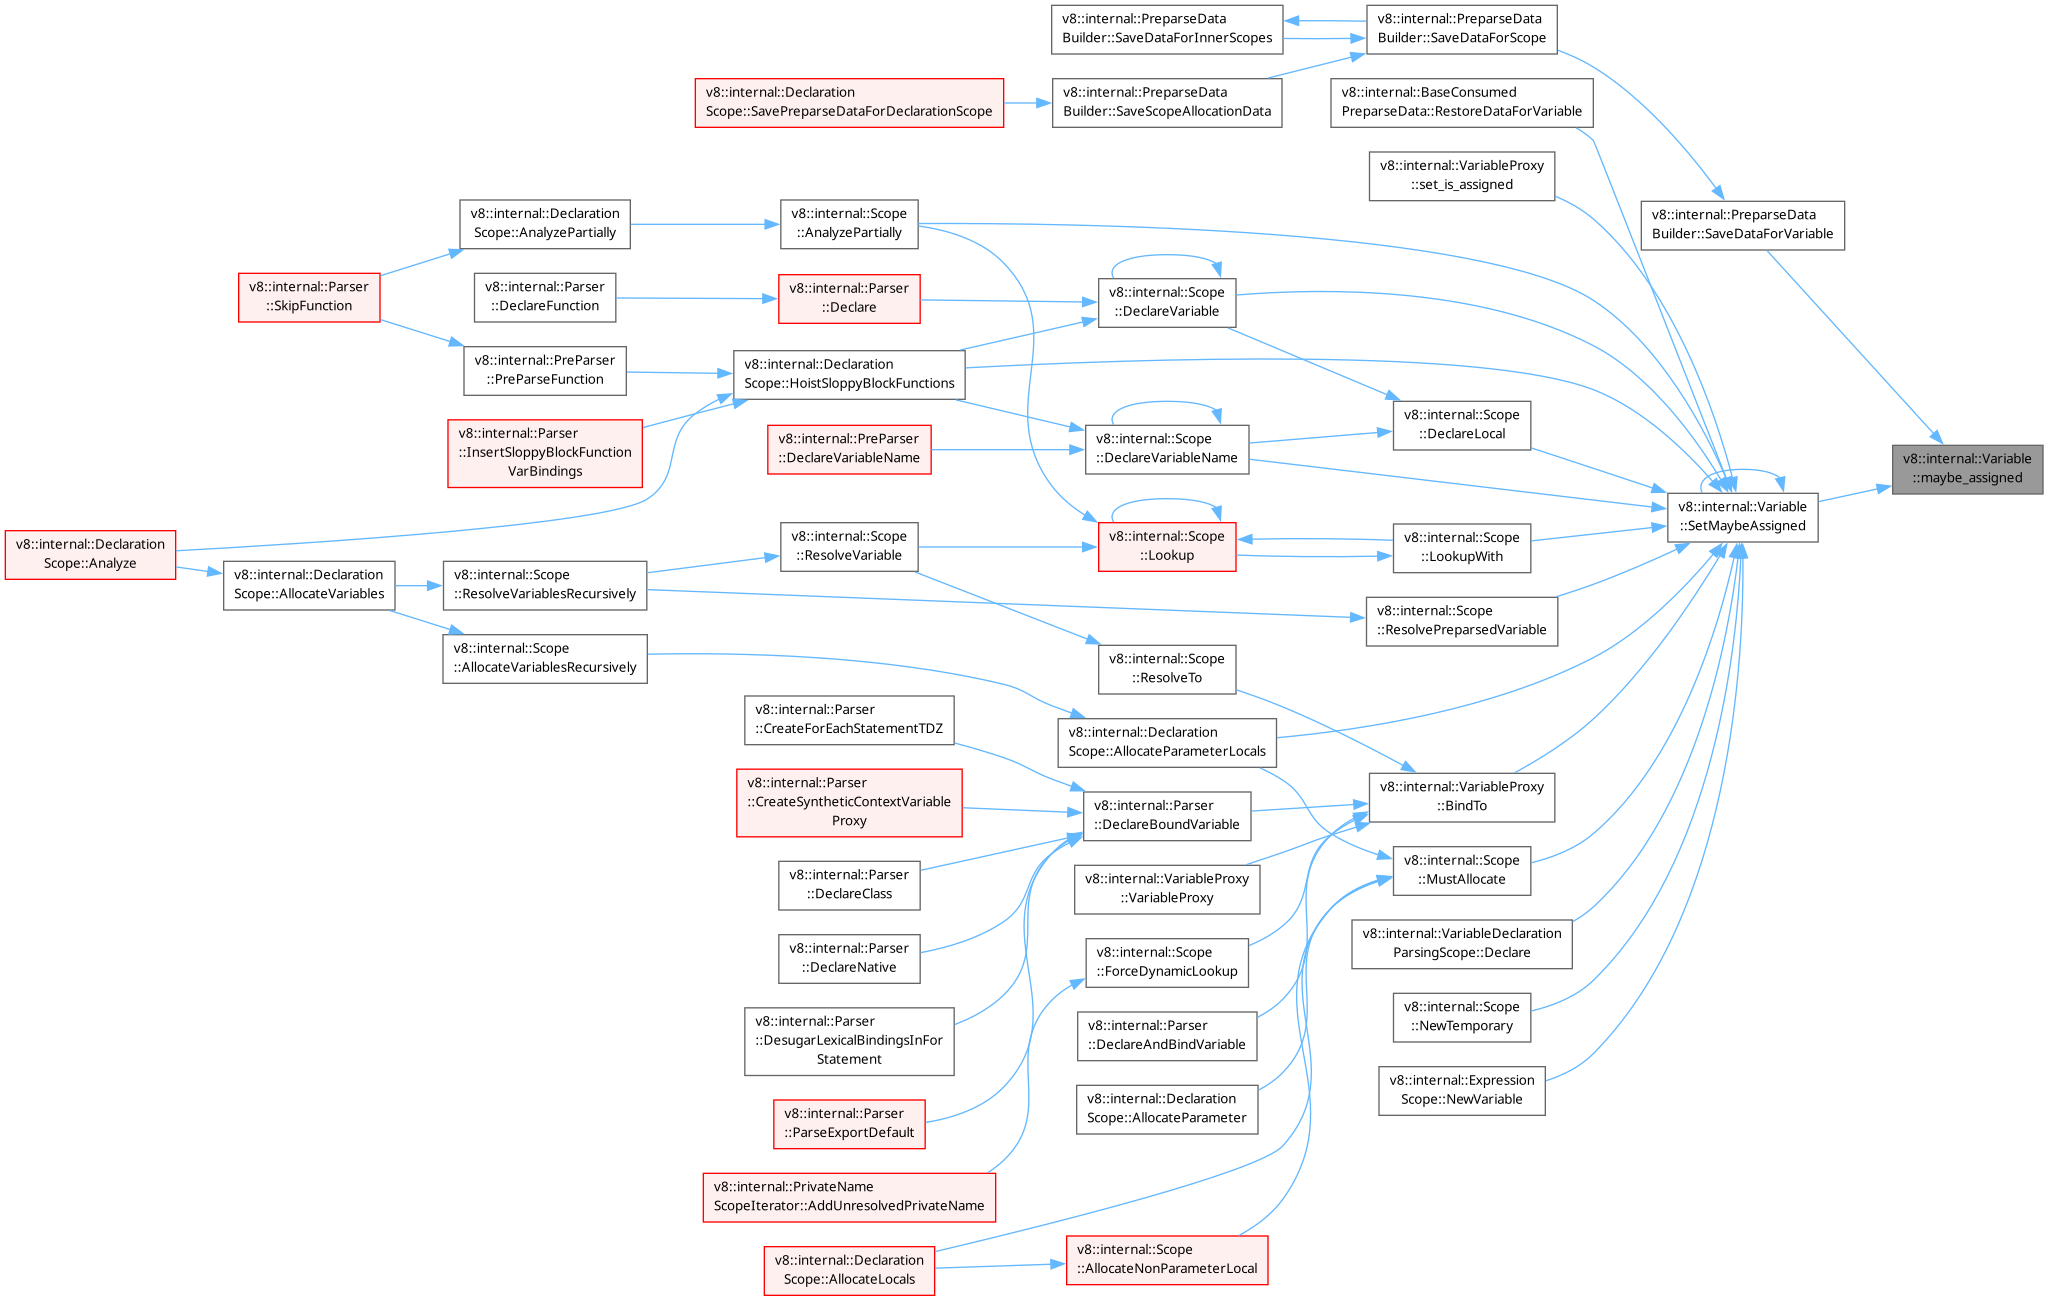 v8::internal::PreparseData
Builder::SaveDataForInnerScopes
v8::internal::PreparseData
Builder::SaveDataForScope
v8::internal::Declaration
Scope::SavePreparseDataForDeclarationScope
v8::internal::PreparseData
Builder::SaveScopeAllocationData
v8::internal::BaseConsumed
PreparseData::RestoreDataForVariable
v8::internal::VariableProxy
::set_is_assigned
v8::internal::Declaration
Scope::AnalyzePartially
v8::internal::Scope
::AnalyzePartially
v8::internal::PreparseData
Builder::SaveDataForVariable
v8::internal::Parser
::SkipFunction
v8::internal::Parser
::DeclareFunction
v8::internal::Parser
::Declare
v8::internal::Scope
::DeclareVariable
v8::internal::PreParser
::PreParseFunction
v8::internal::Declaration
Scope::HoistSloppyBlockFunctions
v8::internal::Parser
::InsertSloppyBlockFunction
VarBindings
v8::internal::PreParser
::DeclareVariableName
v8::internal::Scope
::DeclareVariableName
v8::internal::Scope
::DeclareLocal
v8::internal::Variable
::maybe_assigned
v8::internal::Variable
::SetMaybeAssigned
v8::internal::Declaration
Scope::Analyze
v8::internal::Scope
::ResolveVariable
v8::internal::Scope
::Lookup
v8::internal::Scope
::LookupWith
v8::internal::Declaration
Scope::AllocateVariables
v8::internal::Scope
::ResolveVariablesRecursively
v8::internal::Scope
::ResolvePreparsedVariable
v8::internal::Scope
::AllocateVariablesRecursively
v8::internal::Scope
::ResolveTo
v8::internal::Parser
::CreateForEachStatementTDZ
v8::internal::Declaration
Scope::AllocateParameterLocals
v8::internal::Parser
::CreateSyntheticContextVariable
Proxy
v8::internal::Parser
::DeclareBoundVariable
v8::internal::VariableProxy
::BindTo
v8::internal::Parser
::DeclareClass
v8::internal::VariableProxy
::VariableProxy
v8::internal::Scope
::MustAllocate
v8::internal::Parser
::DeclareNative
v8::internal::Scope
::ForceDynamicLookup
v8::internal::VariableDeclaration
ParsingScope::Declare
v8::internal::Parser
::DesugarLexicalBindingsInFor
Statement
v8::internal::Parser
::DeclareAndBindVariable
v8::internal::Scope
::NewTemporary
v8::internal::Parser
::ParseExportDefault
v8::internal::Declaration
Scope::AllocateParameter
v8::internal::Expression
Scope::NewVariable
v8::internal::PrivateName
ScopeIterator::AddUnresolvedPrivateName
v8::internal::Declaration
Scope::AllocateLocals
v8::internal::Scope
::AllocateNonParameterLocal